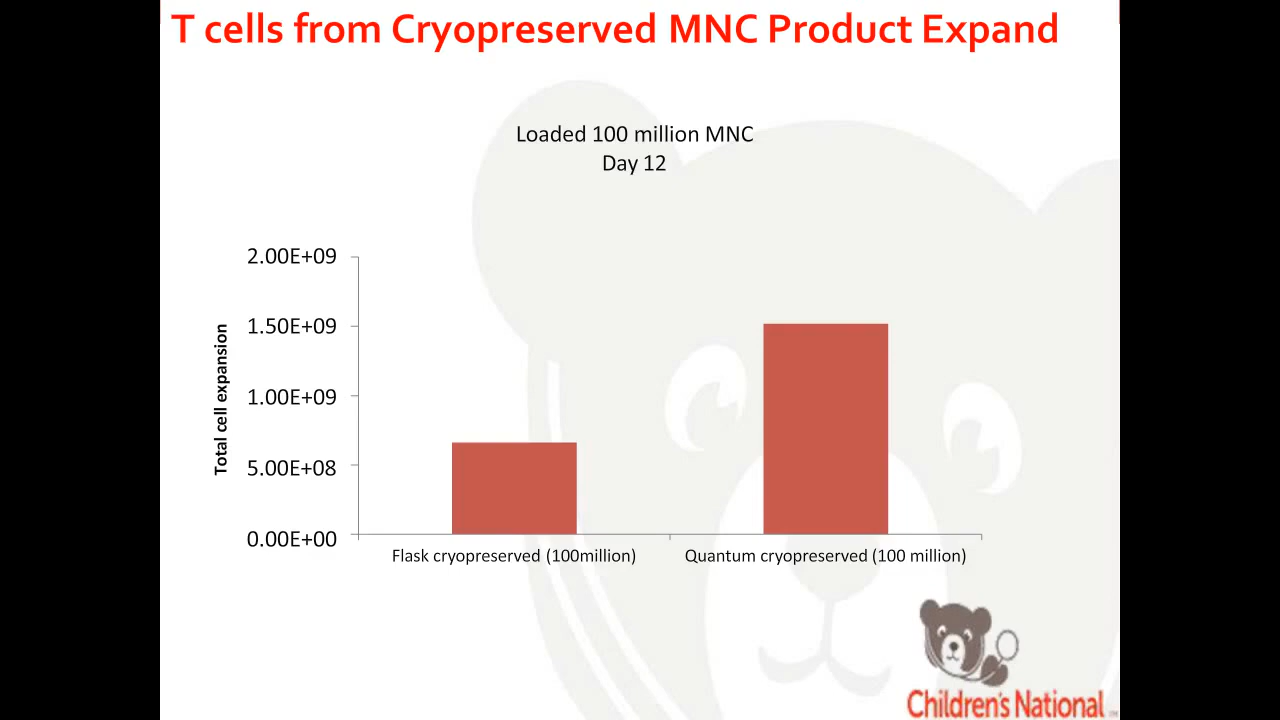 T cells from Cryopreserved MNC Product Expand
Loaded 100 million MNC
Day 12
2.00E+09
1.50E+09
1.00E+09
5.00E+08
0.00E+00
Total cell expansion
Flask cryopreserved (100million)
Quantum cryopreserved (100 million)
Children's National